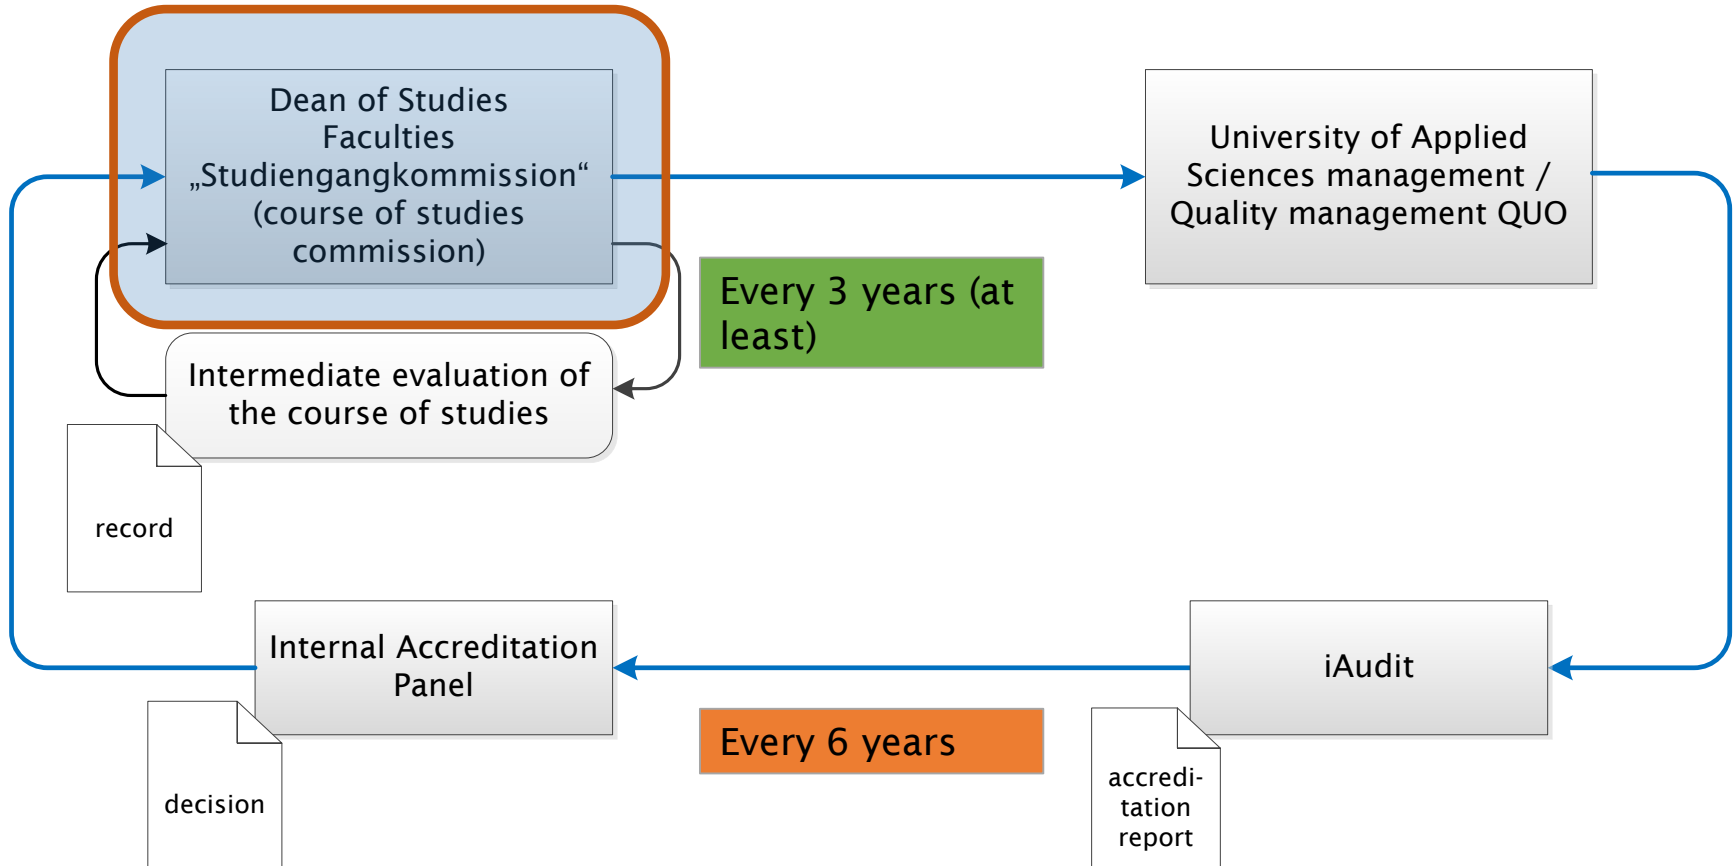 Dean of Studies
Faculties
„Studiengangkommission“
(course of studies
commission)
University of Applied
Sciences management /
Quality management QUO
Every 3 years (at
least)
Intermediate evaluation of
the course of studies
record
Internal Accreditation
Panel
iAudit
Every 6 years
decision
accredi-
tation
report